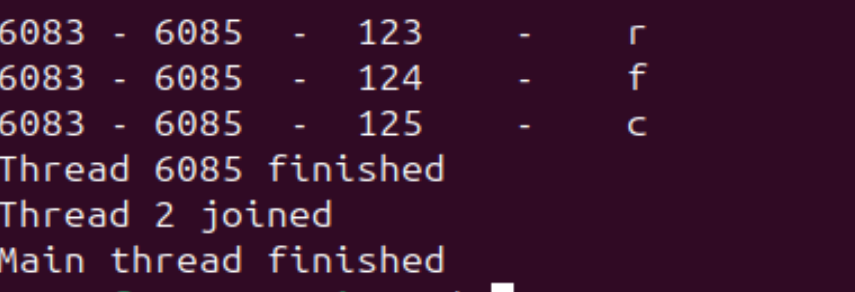 6083 - 6085 - 123 - r
6083 - 6085 - 124 - f
6083 - 6085 - 125 - c
Thread 6085 finished
Thread 2 joined
Main thread finished